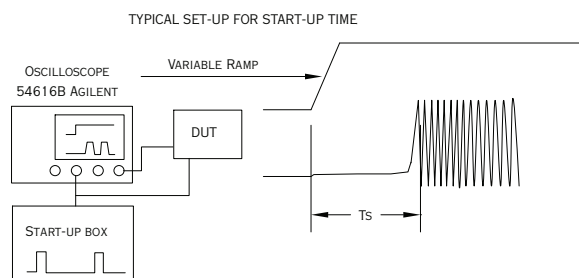 TYPICAL SET-UP FOR START-UP TIME
OSCILLOSCOPE
54616B AGILENT
VARIABLE RAMP
DUT
TS
START-UP BOX